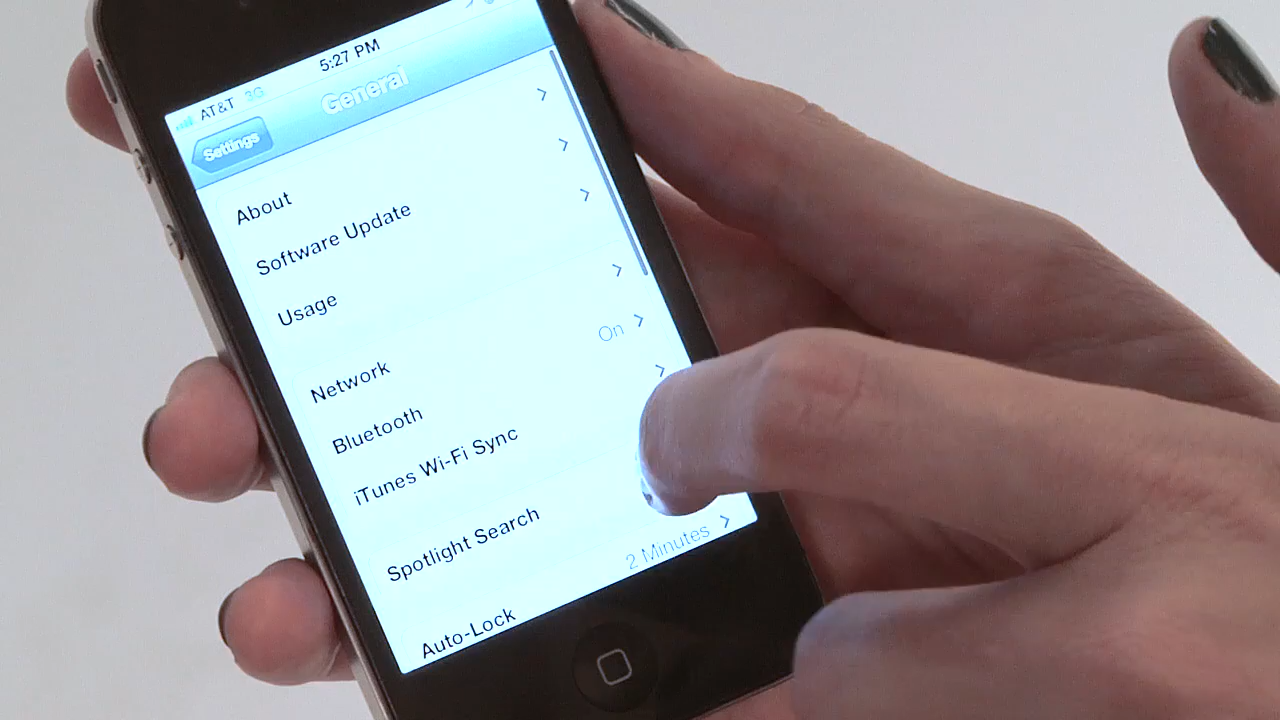 AT&T 3G 5:27 PM
Settings General
About
Software Update
Usage
Network
Bluetooth On
iTunes Wi-Fi Sync
Spotlight Search
Auto-Lock 2 Minutes